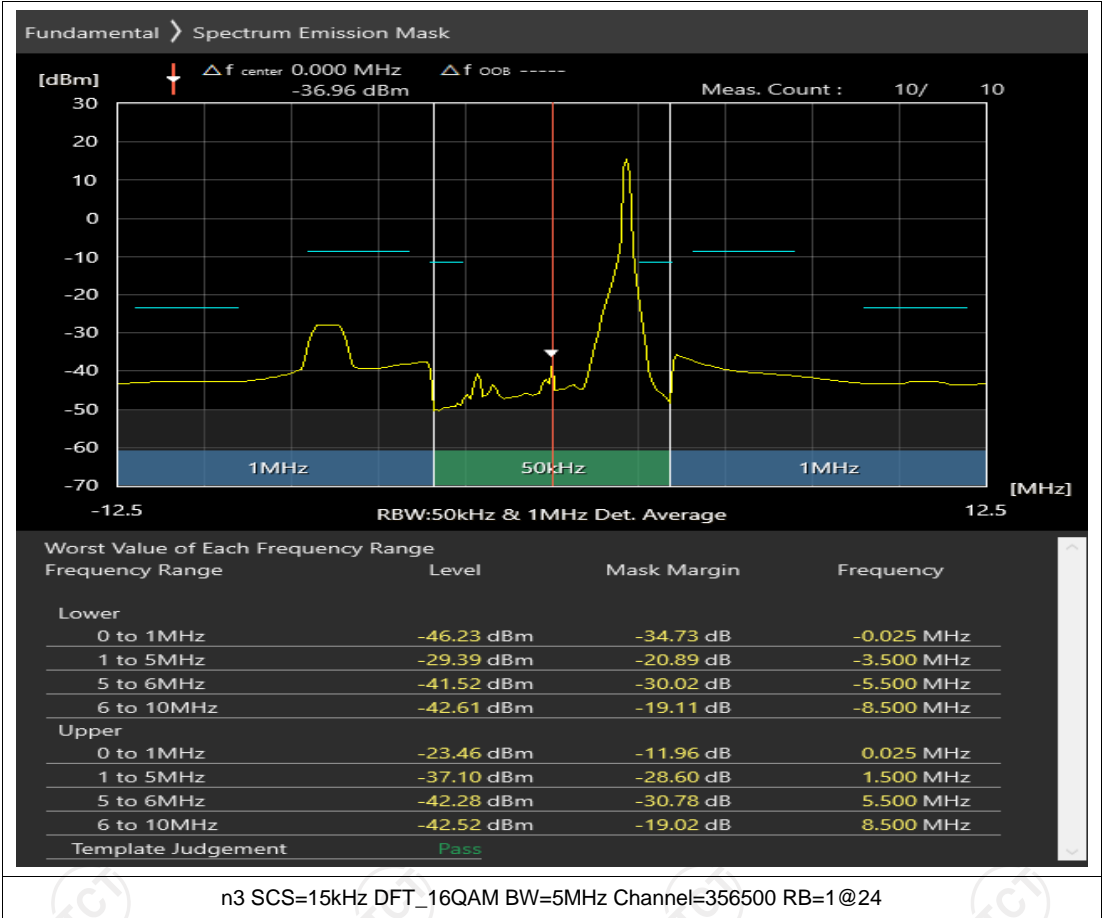 Fundamental ❯ Spectrum Emission Mask
[dBm] △f center 0.000 MHz △f OOB -----
-36.96 dBm Meas. Count : 10/ 10
30
20
10
0
-10
-20
-30
-40
-50
-60
-70
1MHz 50kHz 1MHz
[MHz]
-12.5 RBW:50kHz & 1MHz Det. Average 12.5
Worst Value of Each Frequency Range
Frequency Range Level Mask Margin Frequency
Lower
0 to 1MHz -46.23 dBm -34.73 dB -0.025 MHz
1 to 5MHz -29.39 dBm -20.89 dB -3.500 MHz
5 to 6MHz -41.52 dBm -30.02 dB -5.500 MHz
6 to 10MHz -42.61 dBm -19.11 dB -8.500 MHz
Upper
0 to 1MHz -23.46 dBm -11.96 dB 0.025 MHz
1 to 5MHz -37.10 dBm -28.60 dB 1.500 MHz
5 to 6MHz -42.28 dBm -30.78 dB 5.500 MHz
6 to 10MHz -42.52 dBm -19.02 dB 8.500 MHz
Template Judgement Pass
n3 SCS=15kHz DFT_16QAM BW=5MHz Channel=356500 RB=1@24
TCT TCT TCT TCT